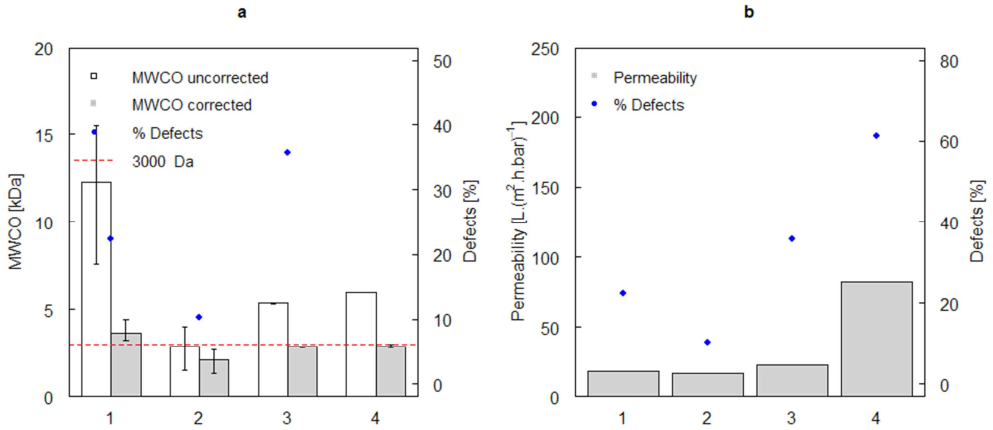 a
MWCO [kDa]
20
15
10
5
0
MWCO uncorrected
MWCO corrected
% Defects
3000 Da
50
40
30
20
10
0
Defects [%]
1 2 3 4
b
Permeability [L.(m².h.bar)⁻¹]
250
200
150
100
50
0
Permeability
% Defects
80
60
40
20
0
Defects [%]
1 2 3 4